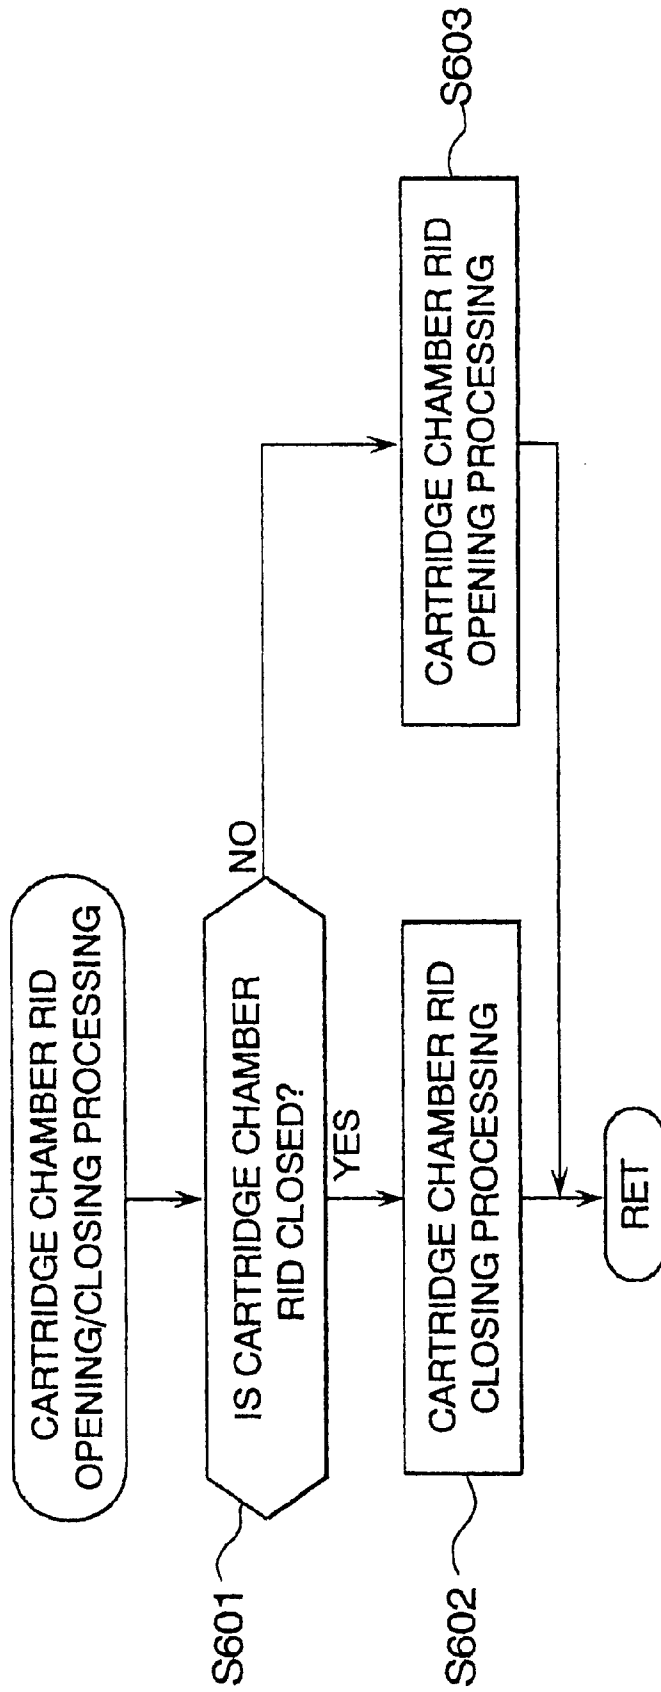 CARTRIDGE CHAMBER RID
OPENING/CLOSING PROCESSING
S601
IS CARTRIDGE CHAMBER
RID CLOSED?
NO
YES
S602
CARTRIDGE CHAMBER RID
CLOSING PROCESSING
CARTRIDGE CHAMBER RID
OPENING PROCESSING
S603
RET